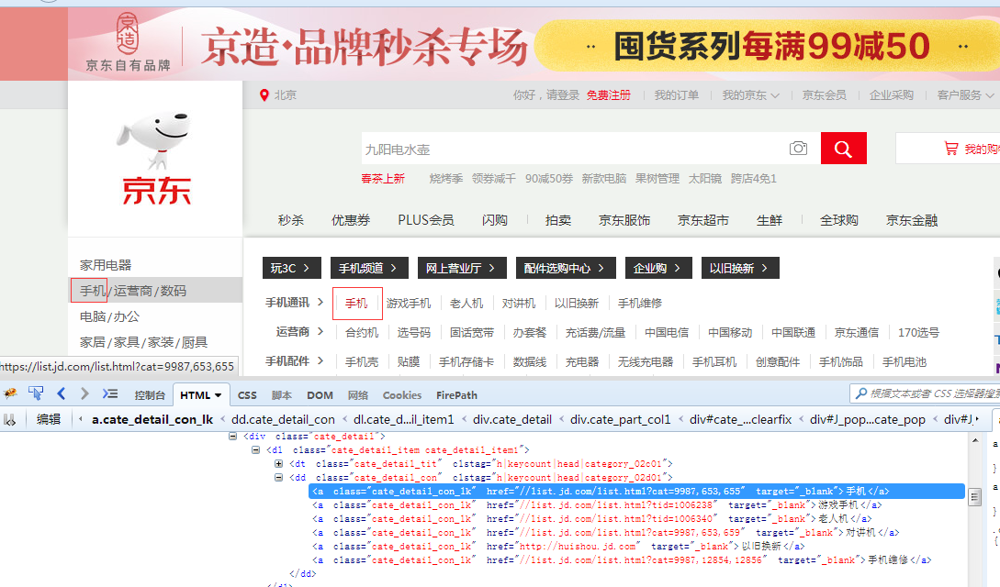 京造 京造·品牌秒杀专场 ·· 囤货系列每满99减50 ··
京东自有品牌
北京 你好，请登录 免费注册 我的订单 我的京东 京东会员 企业采购 客户服务
京东
九阳电水壶 我的购
春茶上新 烧烤季 领券减千 90减50券 新款电脑 果树管理 太阳镜 跨店4免1
秒杀 优惠券 PLUS会员 闪购 拍卖 京东服饰 京东超市 生鲜 全球购 京东金融
家用电器
手机/运营商/数码
电脑/办公
家居/家具/家装/厨具
玩3C > 手机频道 > 网上营业厅 > 配件选购中心 > 企业购 > 以旧换新 >
手机通讯 > 手机 游戏手机 老人机 对讲机 以旧换新 手机维修
运营商 > 合约机 选号码 固话宽带 办套餐 充话费/流量 中国电信 中国移动 中国联通 京东通信 170选号
手机配件 > 手机壳 贴膜 手机存储卡 数据线 充电器 无线充电器 手机耳机 创意配件 手机饰品 手机电池
https://list.jd.com/list.html?cat=9987,653,655
控制台 HTML CSS 脚本 DOM 网络 Cookies FirePath 根据文本或者 CSS 选择器搜
编辑 a.cate_detail_con_lk < dd.cate_detail_con < dl.cate_d...il_item1 < div.cate_detail < div.cate_part_col1 < div#cate_...clearfix < div#J_pop...cate_pop < div#J
<div class="cate_detail">
<dl class="cate_detail_item cate_detail_item1">
<dt class="cate_detail_tit" clstag="h|keycount|head|category_02c01">
<dd class="cate_detail_con" clstag="h|keycount|head|category_02d01">
<a class="cate_detail_con_lk" href="//list.jd.com/list.html?cat=9987,653,655" target="_blank">手机</a>
<a class="cate_detail_con_lk" href="//list.jd.com/list.html?tid=1006238" target="_blank">游戏手机</a>
<a class="cate_detail_con_lk" href="//list.jd.com/list.html?tid=1006340" target="_blank">老人机</a>
<a class="cate_detail_con_lk" href="//list.jd.com/list.html?cat=9987,653,659" target="_blank">对讲机</a>
<a class="cate_detail_con_lk" href="http://huishou.jd.com" target="_blank">以旧换新</a>
<a class="cate_detail_con_lk" href="//list.jd.com/list.html?cat=9987,12854,12856" target="_blank">手机维修</a>
</dd>